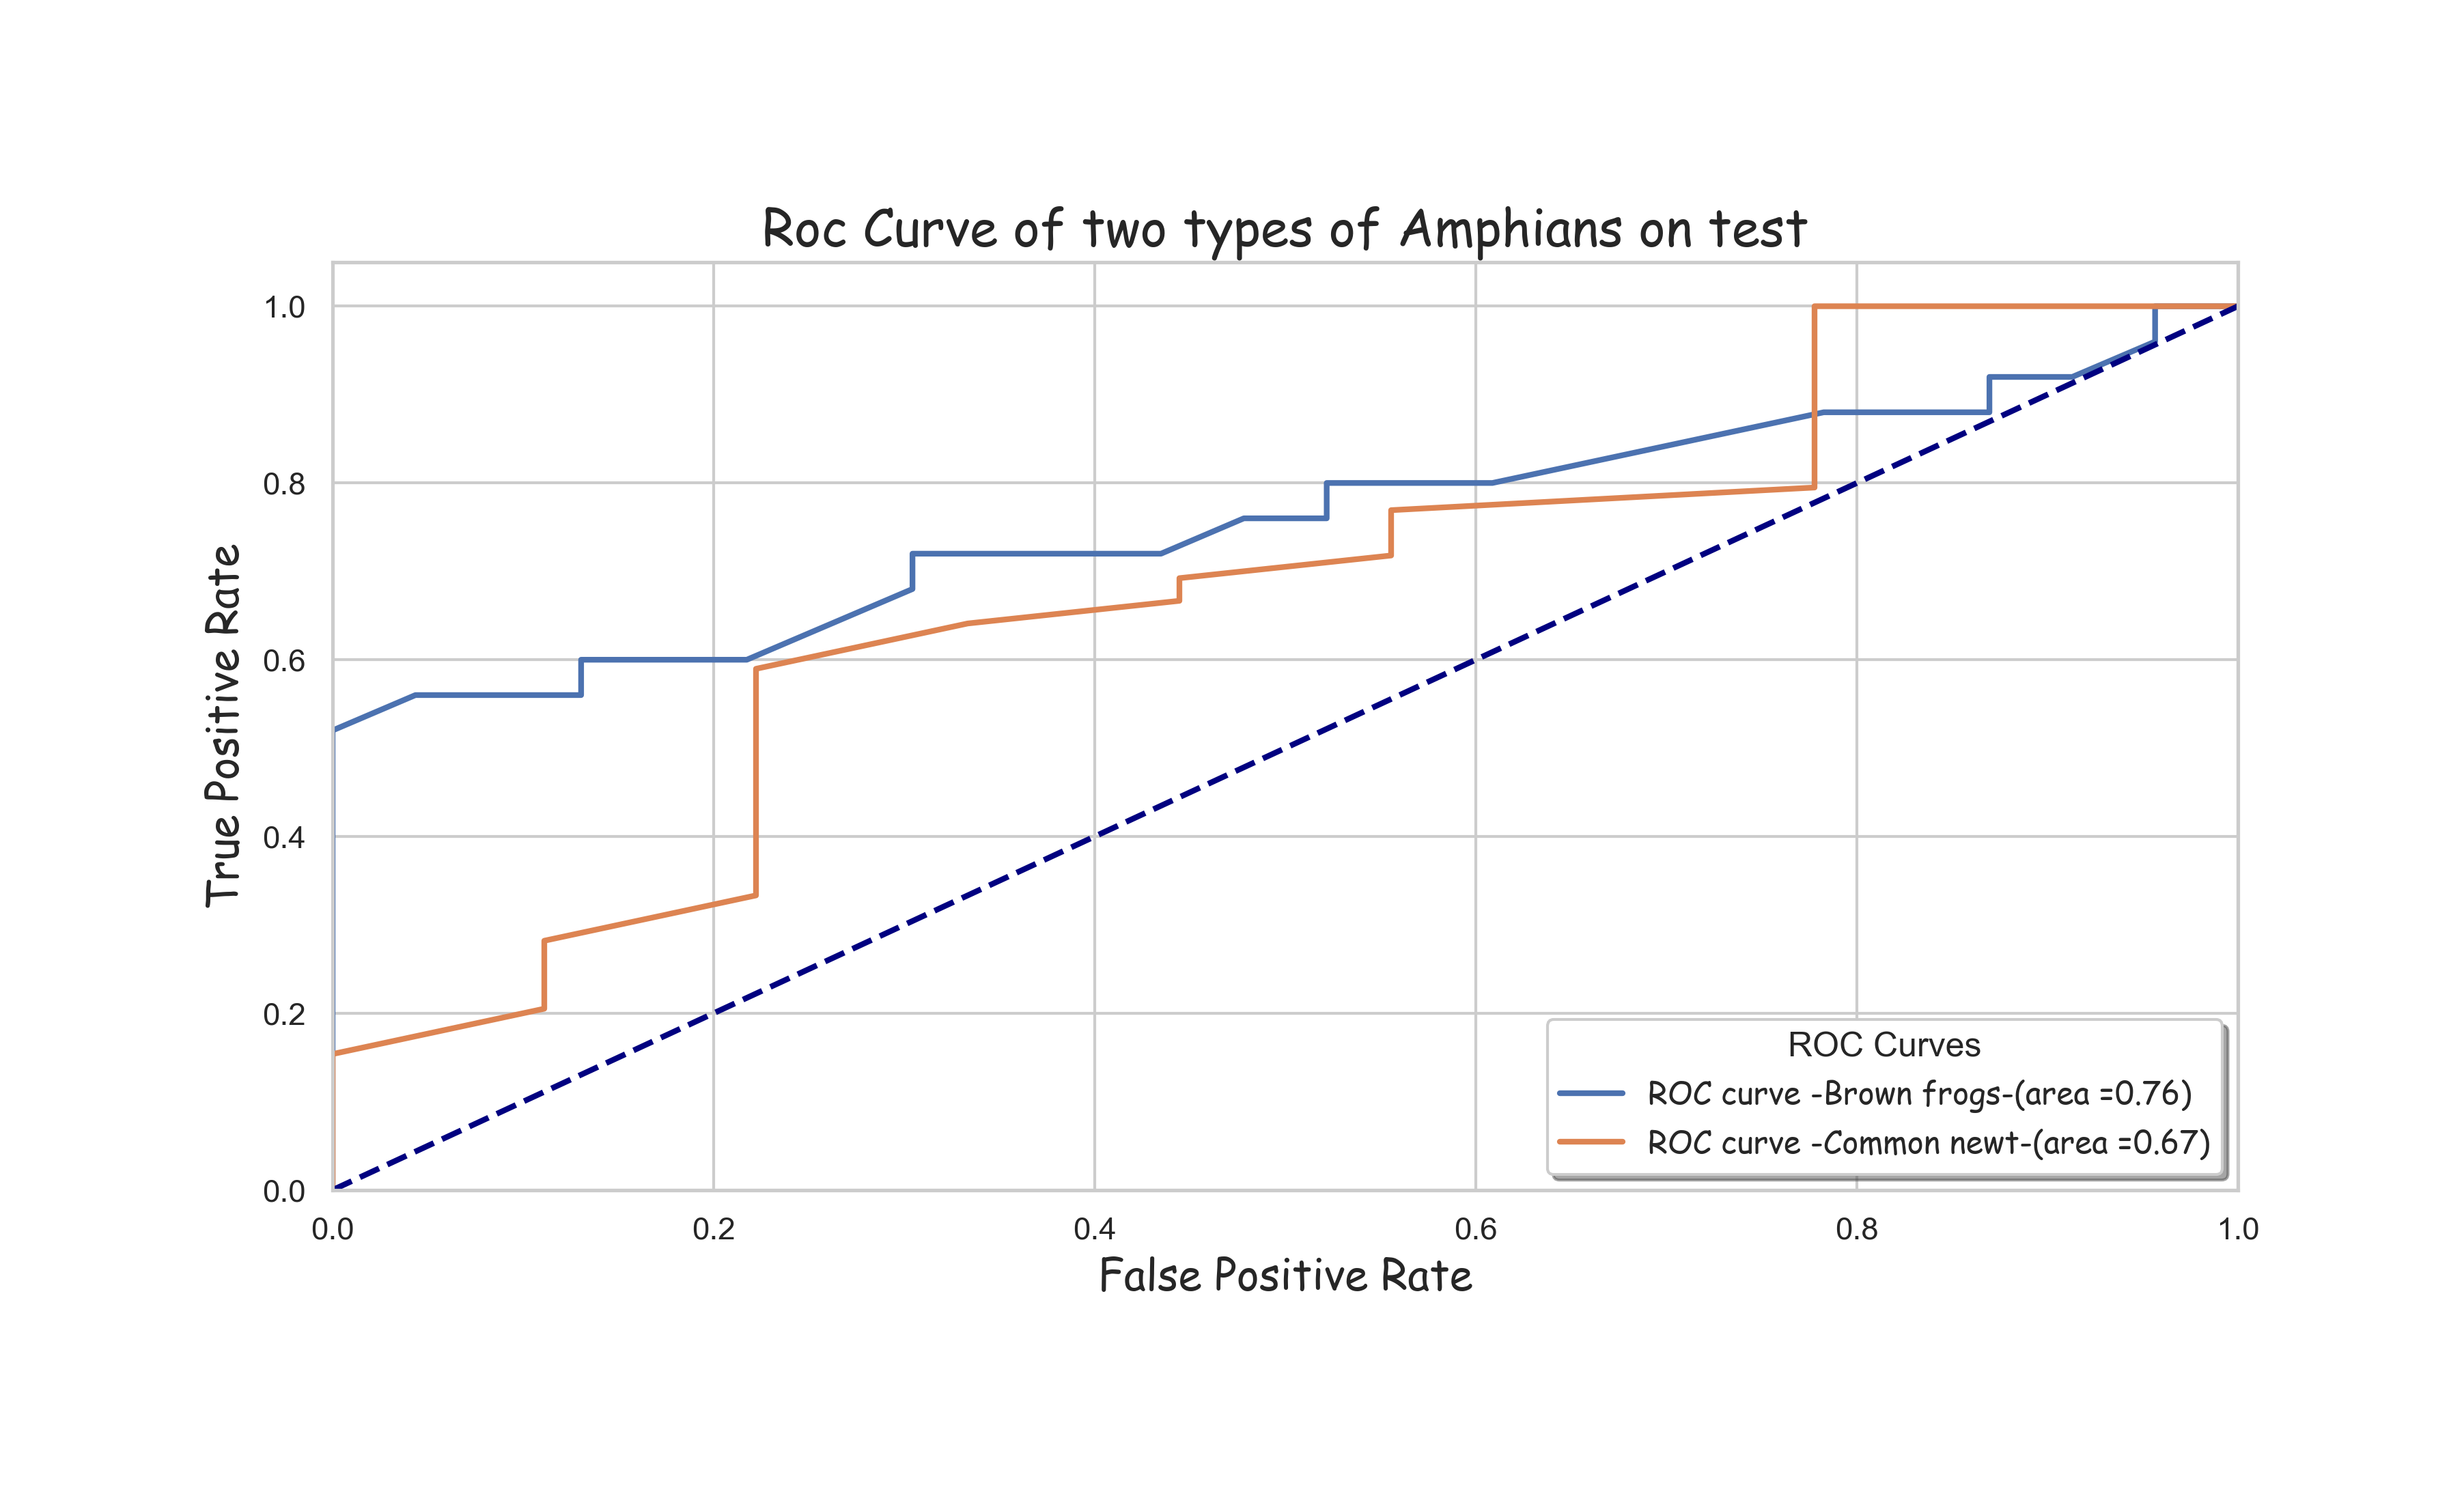 Roc Curve of two types of Amphians on test
True Positive Rate
1.0
0.8
0.6
0.4
0.2
0.0
0.0 0.2 0.4 0.6 0.8 1.0
False Positive Rate
ROC Curves
ROC curve -Brown frogs-(area =0.76)
ROC curve -Common newt-(area =0.67)